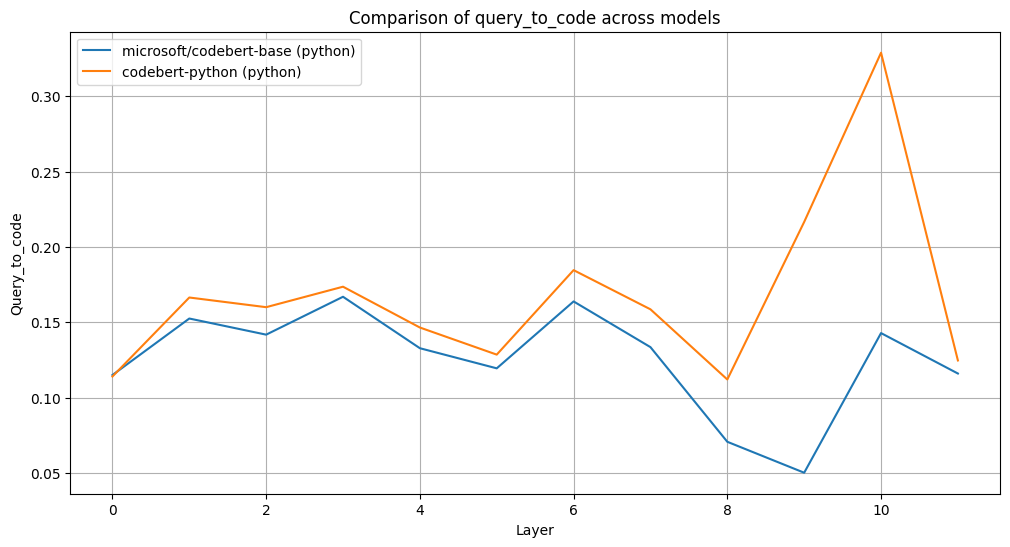 Comparison of query_to_code across models
microsoft/codebert-base (python)
codebert-python (python)
0.30
0.25
0.20
0.15
0.10
0.05
Query_to_code
0 2 4 6 8 10
Layer